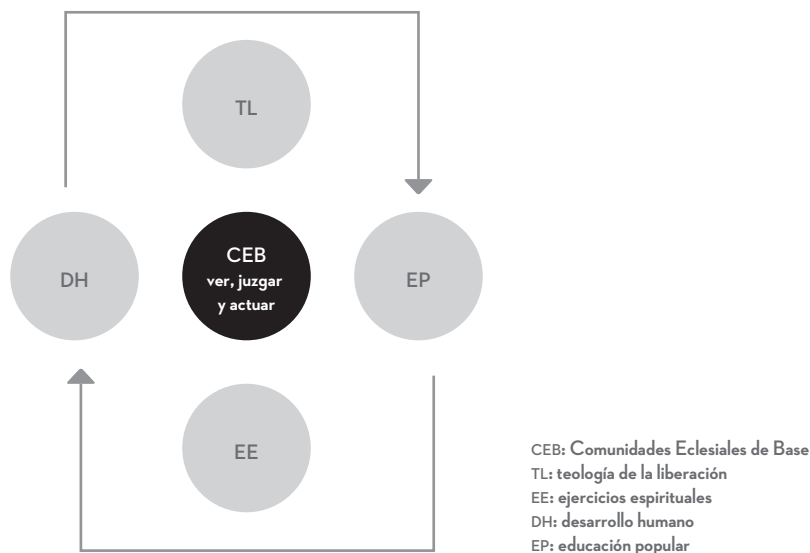 TL
DH
CEB
ver, juzgar
y actuar
EP
EE
CEB: Comunidades Eclesiales de Base
TL: teología de la liberación
EE: ejercicios espirituales
DH: desarrollo humano
EP: educación popular